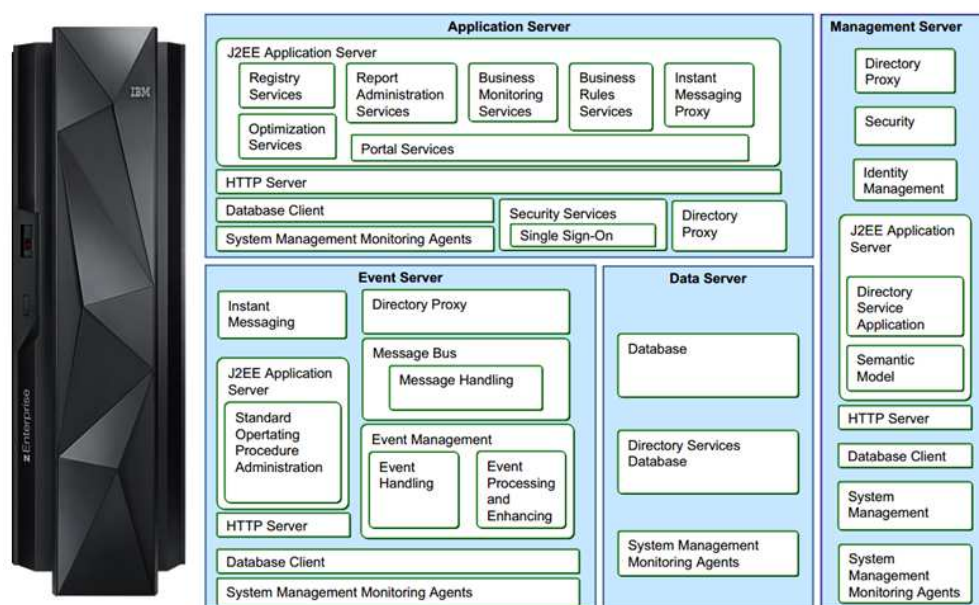 IBM
zEnterprise
Application Server
J2EE Application Server
Registry
Services
Report
Administration
Services
Business
Monitoring
Services
Business
Rules
Services
Instant
Messaging
Proxy
Optimization
Services
Portal Services
HTTP Server
Database Client
System Management Monitoring Agents
Security Services
Single Sign-On
Directory
Proxy
Event Server
Instant
Messaging
Directory Proxy
J2EE Application
Server
Standard
Opertating
Procedure
Administration
Message Bus
Message Handling
Event Management
Event
Handling
Event
Processing
and
Enhancing
HTTP Server
Database Client
System Management Monitoring Agents
Data Server
Database
Directory Services
Database
System Management
Monitoring Agents
Management Server
Directory
Proxy
Security
Identity
Management
J2EE Application
Server
Directory
Service
Application
Semantic
Model
HTTP Server
Database Client
System
Management
System
Management
Monitoring Agents